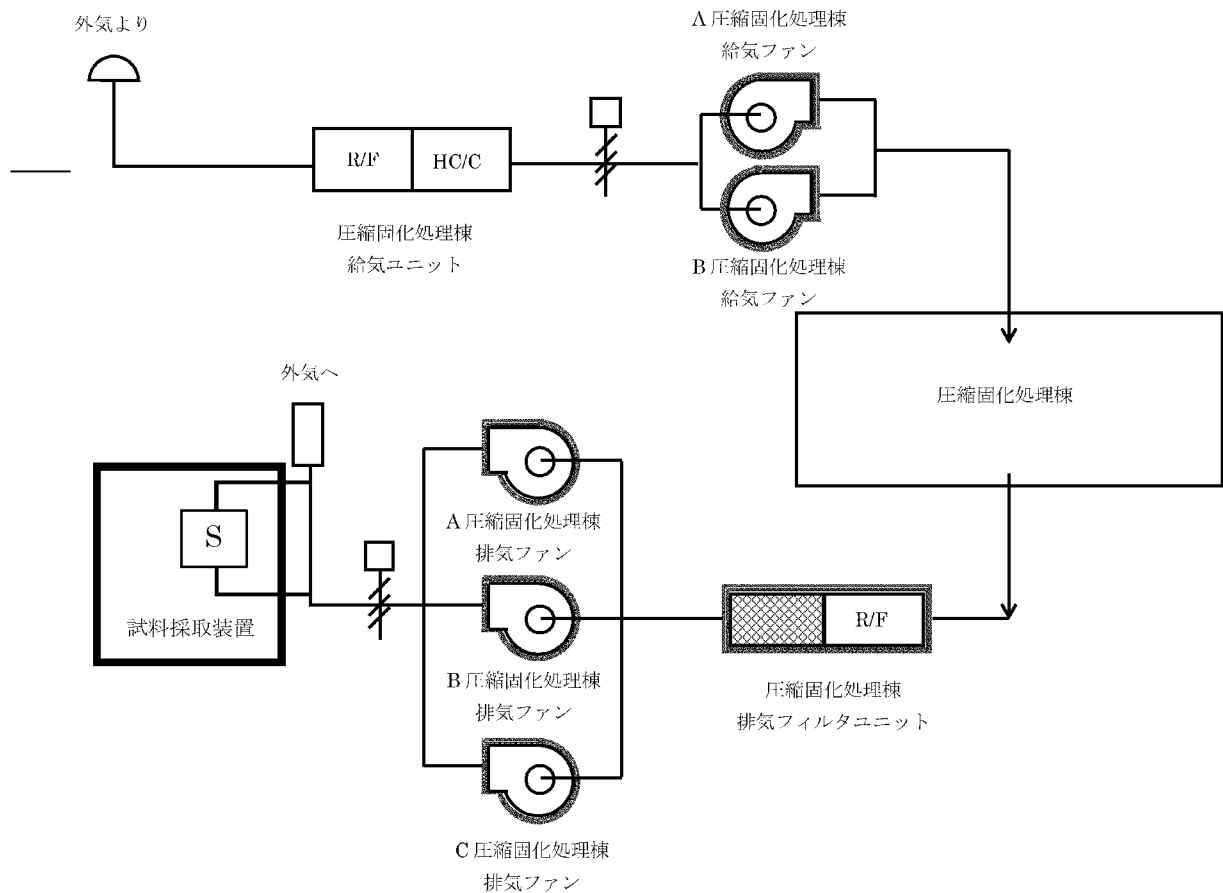 外気より
A 圧縮固化処理棟
給気ファン
R/F
HC/C
圧縮固化処理棟
給気ユニット
B 圧縮固化処理棟
給気ファン
圧縮固化処理棟
外気へ
S
試料採取装置
A 圧縮固化処理棟
排気ファン
B 圧縮固化処理棟
排気ファン
C 圧縮固化処理棟
排気ファン
R/F
圧縮固化処理棟
排気フィルタユニット